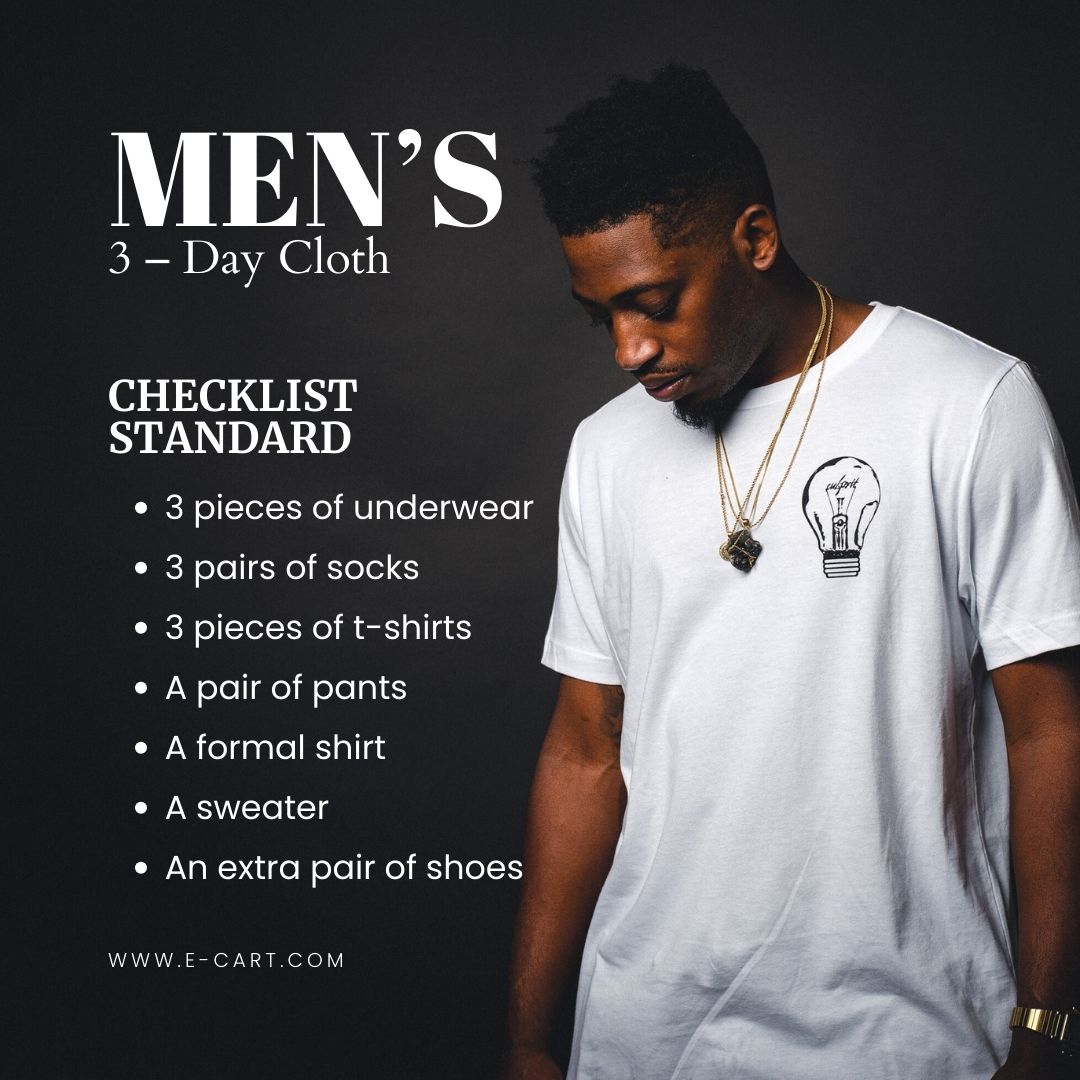 MEN’S
3 – Day Cloth
CHECKLIST
STANDARD
• 3 pieces of underwear
• 3 pairs of socks
• 3 pieces of t-shirts
• A pair of pants
• A formal shirt
• A sweater
• An extra pair of shoes
WWW.E-CART.COM
culprit